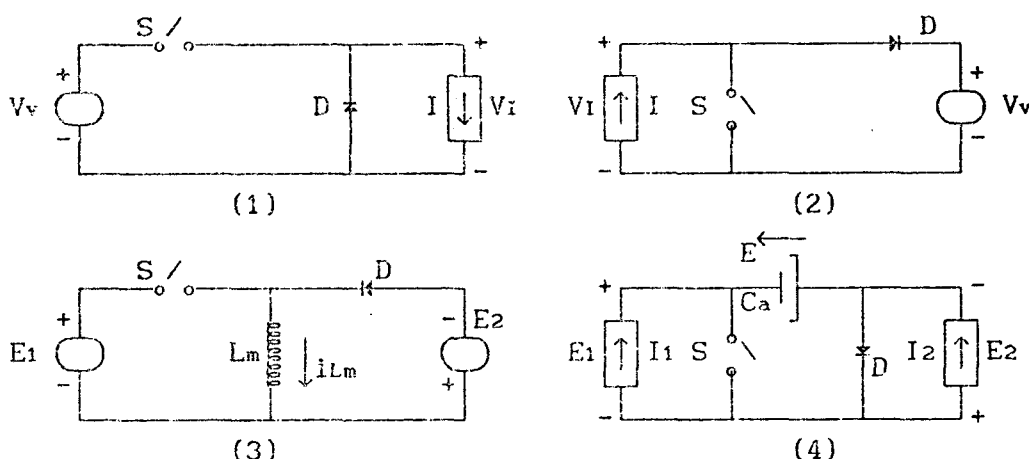 S
+
Vv
-
D
I
+
VI
-
(1)
+
VI
-
I
S
D
+
Vv
-
(2)
S
+
E1
-
Lm
iLm
D
-
E2
+
(3)
E
+
Ca
E1
I1
S
-
D
I2
-
E2
+
(4)